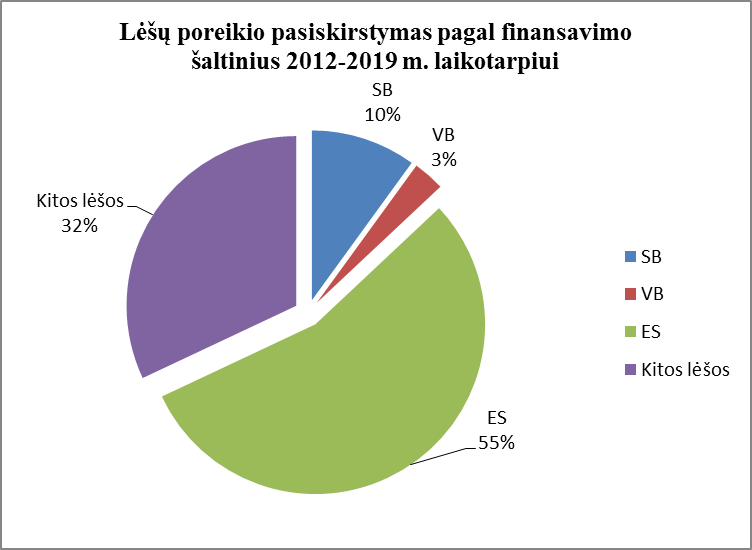 Lėšų poreikio pasiskirstymas pagal finansavimo
šaltinius 2012-2019 m. laikotarpiui
SB
10%
VB
3%
Kitos lėšos
32%
ES
55%
SB
VB
ES
Kitos lėšos